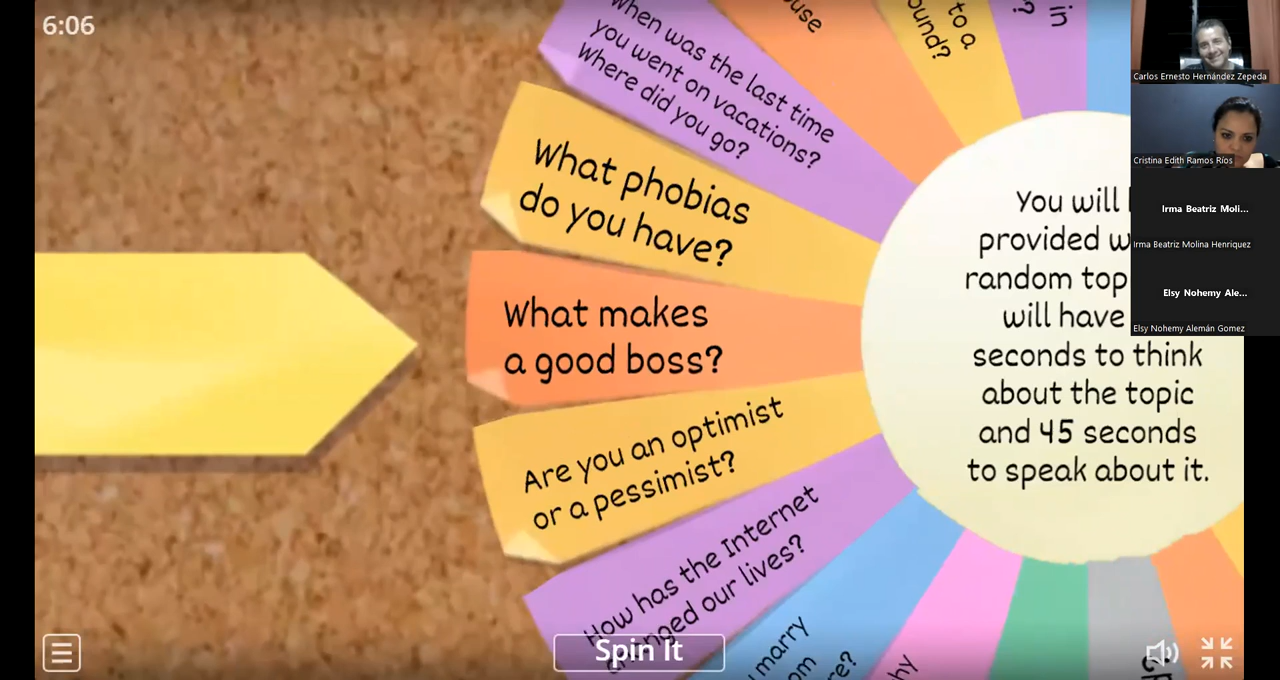 6:06
When was the last time
you went on vacations?
Where did you go?
What phobias
do you have?
What makes
a good boss?
Are you an optimist
or a pessimist?
How has the Internet
changed our lives?
marry
to a
in
?
You will
provided
random
will have
seconds to think
about the topic
and 45 seconds
to speak about it.
Spin It
Carlos Ernesto Hernández Zepeda
Cristina Edith Ramos Ríos
Irma Beatriz Moli...
Irma Beatriz Molina Henriquez
Elsy Nohemy Ale...
Elsy Nohemy Alemán Gomez